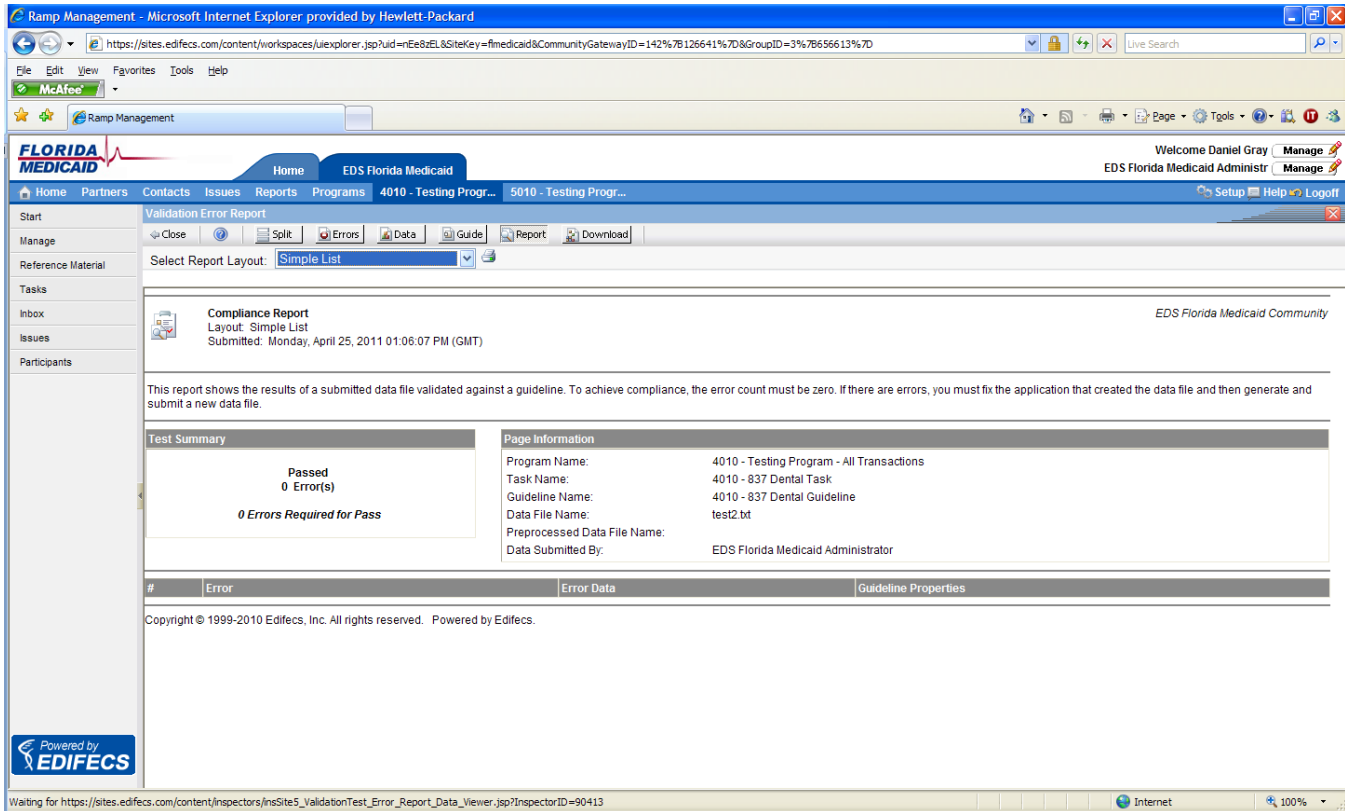 Ramp Management - Microsoft Internet Explorer provided by Hewlett-Packard
https://sites.edifecs.com/content/workspaces/uiexplorer.jsp?uid=nEe8zEL&SiteKey=flmedicaid&CommunityGatewayID=142%7B126641%7D&GroupID=3%7B656613%7D
Live Search
File Edit View Favorites Tools Help
McAfee
Ramp Management
Page Tools
FLORIDA
MEDICAID
Home EDS Florida Medicaid
Welcome Daniel Gray Manage
EDS Florida Medicaid Administr Manage
Home Partners Contacts Issues Reports Programs 4010 - Testing Progr... 5010 - Testing Progr... Setup Help Logoff
Start
Manage
Reference Material
Tasks
Inbox
Issues
Participants
Validation Error Report
Close Split Errors Data Guide Report Download
Select Report Layout: Simple List
Compliance Report
Layout: Simple List
Submitted: Monday, April 25, 2011 01:06:07 PM (GMT)
EDS Florida Medicaid Community
This report shows the results of a submitted data file validated against a guideline. To achieve compliance, the error count must be zero. If there are errors, you must fix the application that created the data file and then generate and
submit a new data file.
Test Summary
Passed
0 Error(s)
0 Errors Required for Pass
Page Information
Program Name: 4010 - Testing Program - All Transactions
Task Name: 4010 - 837 Dental Task
Guideline Name: 4010 - 837 Dental Guideline
Data File Name: test2.txt
Preprocessed Data File Name:
Data Submitted By: EDS Florida Medicaid Administrator
# Error Error Data Guideline Properties
Copyright © 1999-2010 Edifecs, Inc. All rights reserved. Powered by Edifecs.
Powered by
EDIFECS
Waiting for https://sites.edifecs.com/content/inspectors/insSite5_ValidationTest_Error_Report_Data_Viewer.jsp?InspectorID=90413
Internet 100%